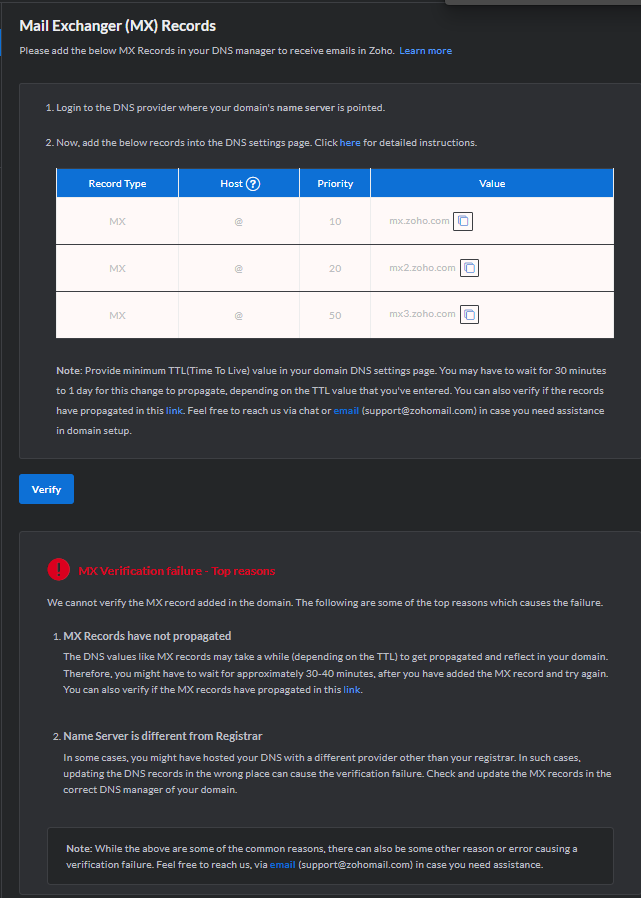 Mail Exchanger (MX) Records
Please add the below MX Records in your DNS manager to receive emails in Zoho. Learn more
1. Login to the DNS provider where your domain's name server is pointed.
2. Now, add the below records into the DNS settings page. Click here for detailed instructions.
Record Type Host ? Priority Value
MX @ 10 mx.zoho.com
MX @ 20 mx2.zoho.com
MX @ 50 mx3.zoho.com
Note: Provide minimum TTL(Time To Live) value in your domain DNS settings page. You may have to wait for 30 minutes
to 1 day for this change to propagate, depending on the TTL value that you've entered. You can also verify if the records
have propagated in this link. Feel free to reach us via chat or email (support@zohomail.com) in case you need assistance
in domain setup.
Verify
! MX Verification failure - Top reasons
We cannot verify the MX record added in the domain. The following are some of the top reasons which causes the failure.
1. MX Records have not propagated
The DNS values like MX records may take a while (depending on the TTL) to get propagated and reflect in your domain.
Therefore, you might have to wait for approximately 30-40 minutes, after you have added the MX record and try again.
You can also verify if the MX records have propagated in this link.
2. Name Server is different from Registrar
In some cases, you might have hosted your DNS with a different provider other than your registrar. In such cases,
updating the DNS records in the wrong place can cause the verification failure. Check and update the MX records in the
correct DNS manager of your domain.
Note: While the above are some of the common reasons, there can also be some other reason or error causing a
verification failure. Feel free to reach us, via email (support@zohomail.com) in case you need assistance.